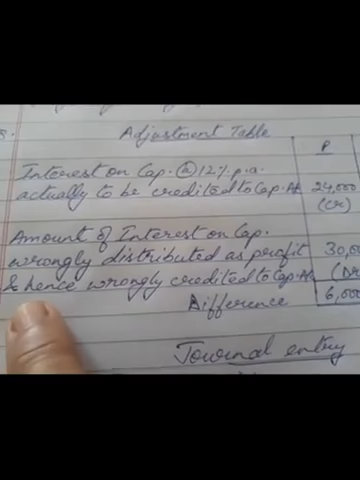 Adjustment Table
P
Interest on Cap. @ 12% p.a.
actually to be credited to Cap. A/c 24,000
(Cr)
Amount of Interest on Cap.
wrongly distributed as profit 30,00
& hence wrongly credited to Cap. A/c (Dr
Difference 6,000
Journal entry